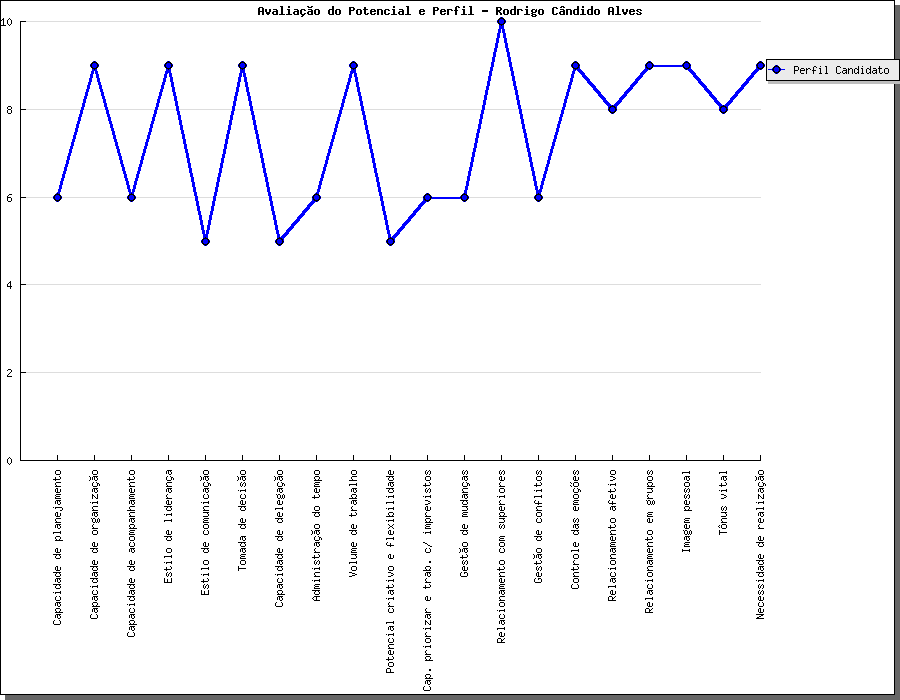 Avaliação do Potencial e Perfil - Rodrigo Cândido Alves
10
8
6
4
2
0
Perfil Candidato
Capacidade de planejamento
Capacidade de organização
Capacidade de acompanhamento
Estilo de liderança
Estilo de comunicação
Tomada de decisão
Capacidade de delegação
Administração do tempo
Volume de trabalho
Potencial criativo e flexibilidade
Cap. priorizar e trab. c/ imprevistos
Gestão de mudanças
Relacionamento com superiores
Gestão de conflitos
Controle das emoções
Relacionamento afetivo
Relacionamento em grupos
Imagem pessoal
Tônus vital
Necessidade de realização